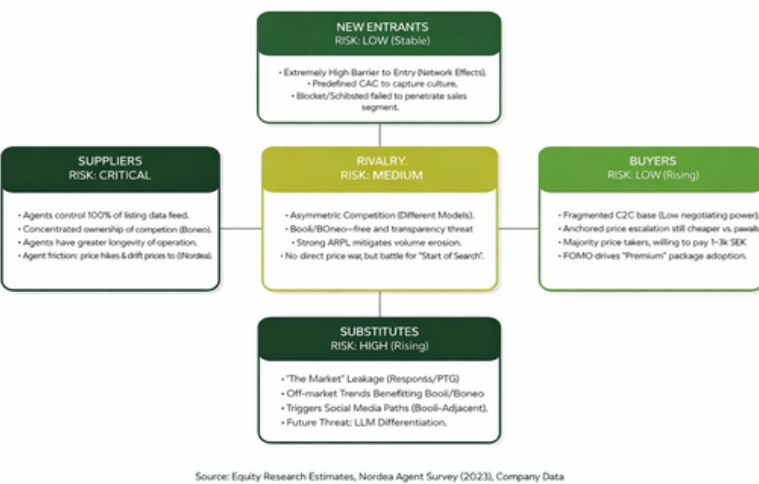 NEW ENTRANTS
RISK: LOW (Stable)
• Extremely High Barrier to Entry (Network Effects).
• Predefined CAC to capture culture,
• Blocket/Schibsted failed to penetrate sales
segment.
SUPPLIERS
RISK: CRITICAL
• Agents control 100% of listing data feed.
• Concentrated ownership of competion (Boneo).
• Agents have greater longevity of operation.
• Agent friction: price hikes & drift prices to (INordea).
RIVALRY.
RISK: MEDIUM
• Asymmetric Competition (Different Models).
• Booli/BOneo—free and transparency threat
• Strong ARPL mitigates volume erosion.
• No direct price war, but battle for "Start of Search".
BUYERS
RISK: LOW (Rising)
• Fragmented C2C base (Low negotiating power)
• Anchored price escalation still cheaper vs.
• Majority price takers, willing to pay 1–3k SEK
• FOMO drives "Premium" package adoption.
SUBSTITUTES
RISK: HIGH (Rising)
• "The Market" Leakage (Responss/PTG)
• Off-market Trends Benefitting Booli/Boneo
• Triggers Social Media Paths (Booli-Adjacent).
• Future Threat: LLM Differentiation.
Source: Equity Research Estimates, Nordea Agent Survey (2023), Company Data